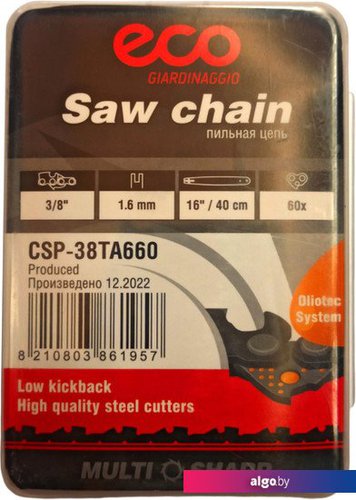 eco
GIARDINAGGIO
Saw chain
пильная цепь
3/8" 1.6 mm 16" / 40 cm 60x
CSP-38TA660
Produced
Произведено 12.2022
8 210803 861957
Oliotec
System
Low kickback
High quality steel cutters
MULTI SHARP
algo.by